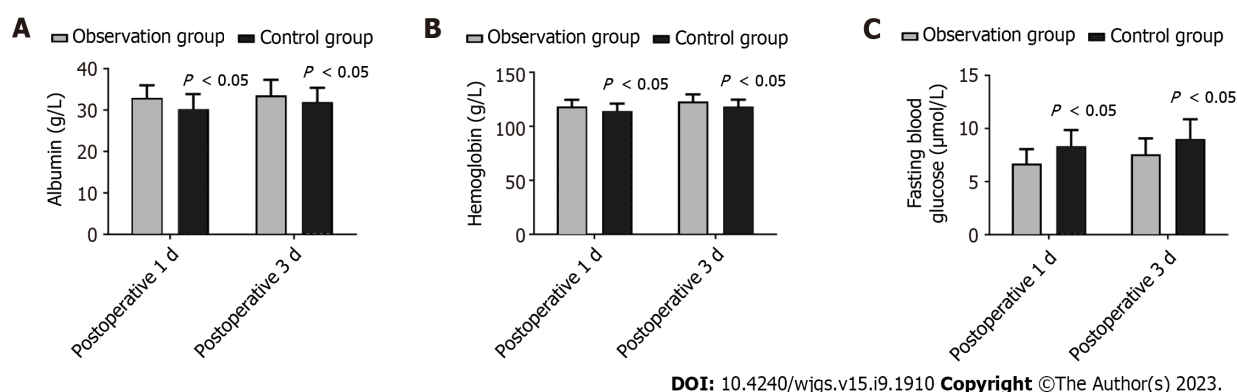 A
Observation group Control group
Albumin (g/L)
40
30
20
10
0
P < 0.05
P < 0.05
Postoperative 1 d
Postoperative 3 d
B
Observation group Control group
Hemoglobin (g/L)
150
100
50
0
P < 0.05
P < 0.05
Postoperative 1 d
Postoperative 3 d
C
Observation group Control group
Fasting blood
glucose (μmol/L)
15
10
5
0
P < 0.05
P < 0.05
Postoperative 1 d
Postoperative 3 d
DOI: 10.4240/wjgs.v15.i9.1910 Copyright ©The Author(s) 2023.